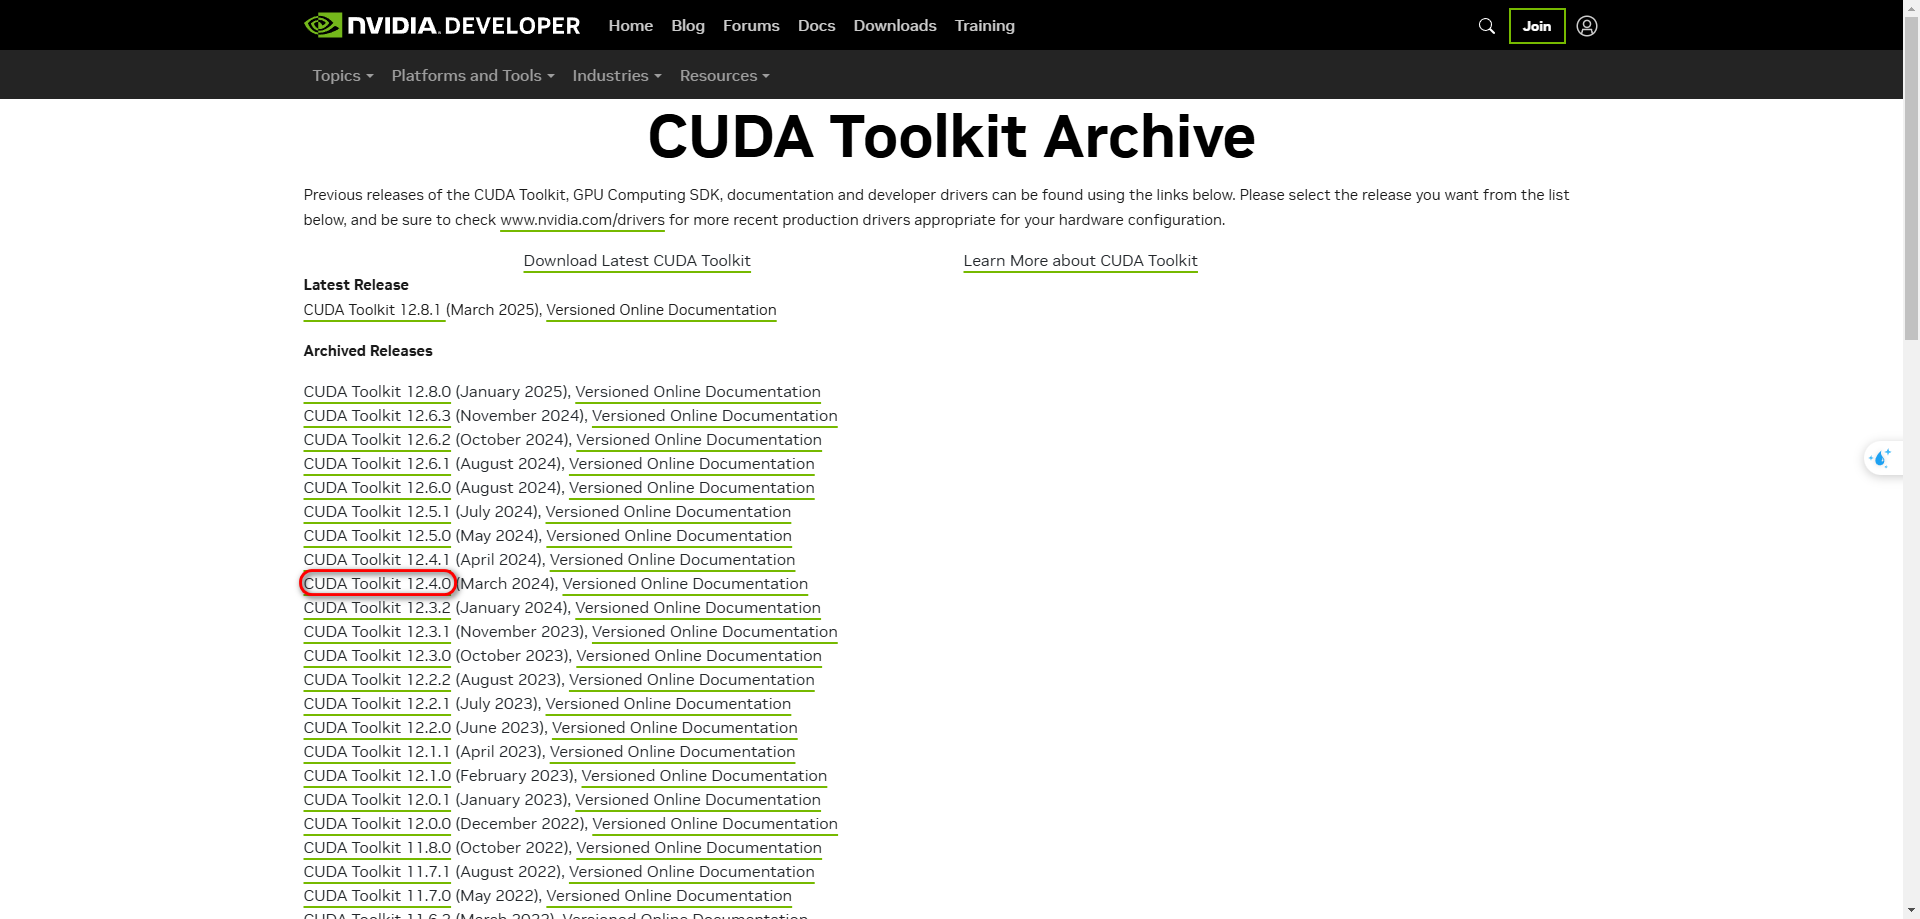 NVIDIA. DEVELOPER Home Blog Forums Docs Downloads Training Join
Topics Platforms and Tools Industries Resources
CUDA Toolkit Archive
Previous releases of the CUDA Toolkit, GPU Computing SDK, documentation and developer drivers can be found using the links below. Please select the release you want from the list
below, and be sure to check www.nvidia.com/drivers for more recent production drivers appropriate for your hardware configuration.
Download Latest CUDA Toolkit Learn More about CUDA Toolkit
Latest Release
CUDA Toolkit 12.8.1 (March 2025), Versioned Online Documentation
Archived Releases
CUDA Toolkit 12.8.0 (January 2025), Versioned Online Documentation
CUDA Toolkit 12.6.3 (November 2024), Versioned Online Documentation
CUDA Toolkit 12.6.2 (October 2024), Versioned Online Documentation
CUDA Toolkit 12.6.1 (August 2024), Versioned Online Documentation
CUDA Toolkit 12.6.0 (August 2024), Versioned Online Documentation
CUDA Toolkit 12.5.1 (July 2024), Versioned Online Documentation
CUDA Toolkit 12.5.0 (May 2024), Versioned Online Documentation
CUDA Toolkit 12.4.1 (April 2024), Versioned Online Documentation
CUDA Toolkit 12.4.0 (March 2024), Versioned Online Documentation
CUDA Toolkit 12.3.2 (January 2024), Versioned Online Documentation
CUDA Toolkit 12.3.1 (November 2023), Versioned Online Documentation
CUDA Toolkit 12.3.0 (October 2023), Versioned Online Documentation
CUDA Toolkit 12.2.2 (August 2023), Versioned Online Documentation
CUDA Toolkit 12.2.1 (July 2023), Versioned Online Documentation
CUDA Toolkit 12.2.0 (June 2023), Versioned Online Documentation
CUDA Toolkit 12.1.1 (April 2023), Versioned Online Documentation
CUDA Toolkit 12.1.0 (February 2023), Versioned Online Documentation
CUDA Toolkit 12.0.1 (January 2023), Versioned Online Documentation
CUDA Toolkit 12.0.0 (December 2022), Versioned Online Documentation
CUDA Toolkit 11.8.0 (October 2022), Versioned Online Documentation
CUDA Toolkit 11.7.1 (August 2022), Versioned Online Documentation
CUDA Toolkit 11.7.0 (May 2022), Versioned Online Documentation
CUDA Toolkit 11.6.2 (March 2022), Versioned Online Documentation